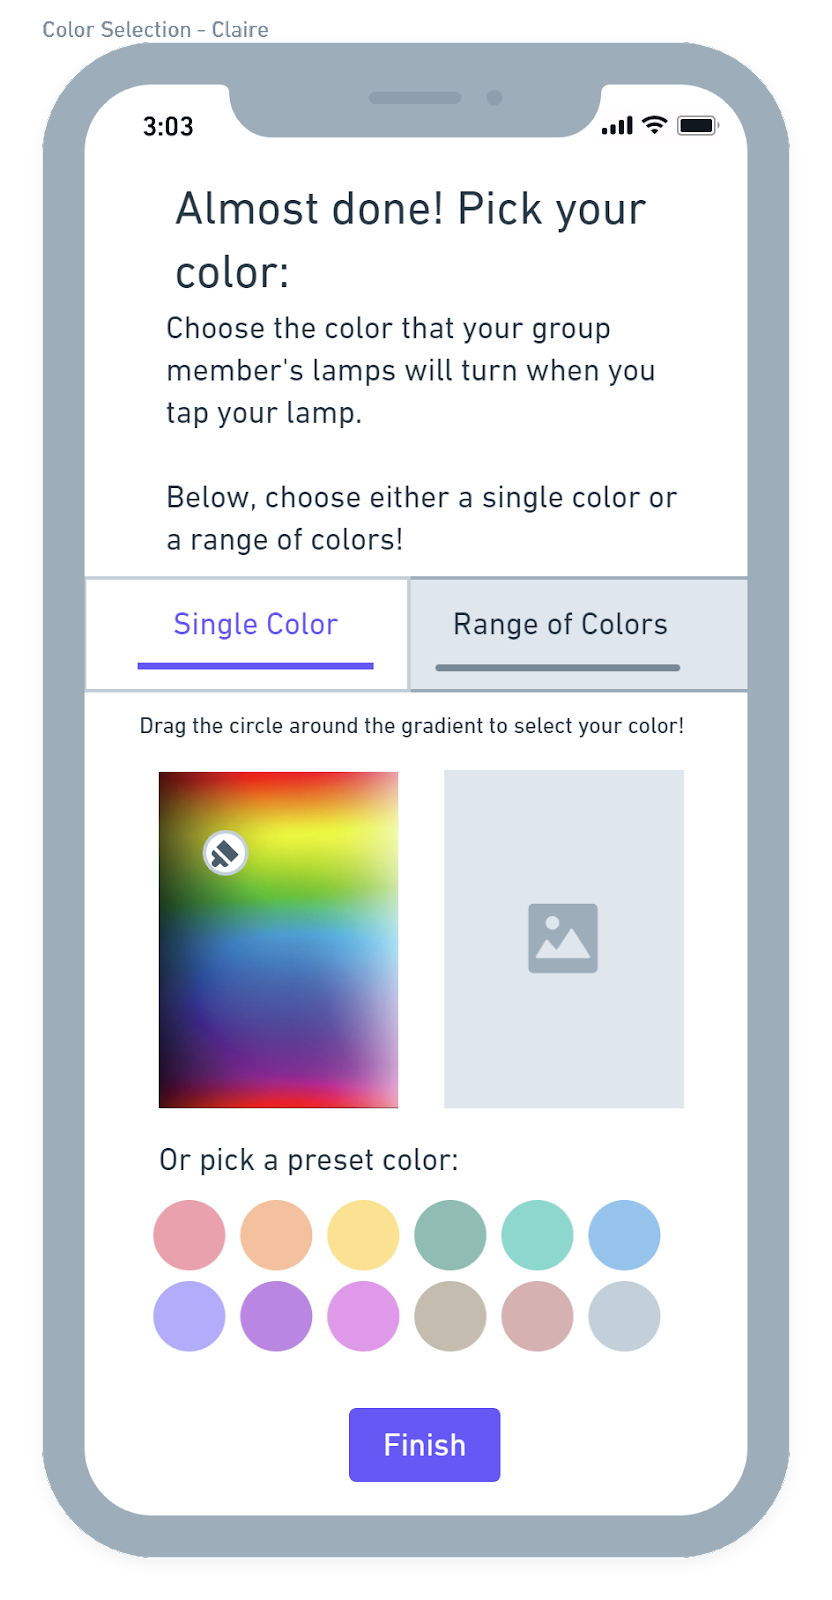 Color Selection - Claire
3:03
Almost done! Pick your
color:
Choose the color that your group
member's lamps will turn when you
tap your lamp.
Below, choose either a single color or
a range of colors!
Single Color
Range of Colors
Drag the circle around the gradient to select your color!
Or pick a preset color:
Finish